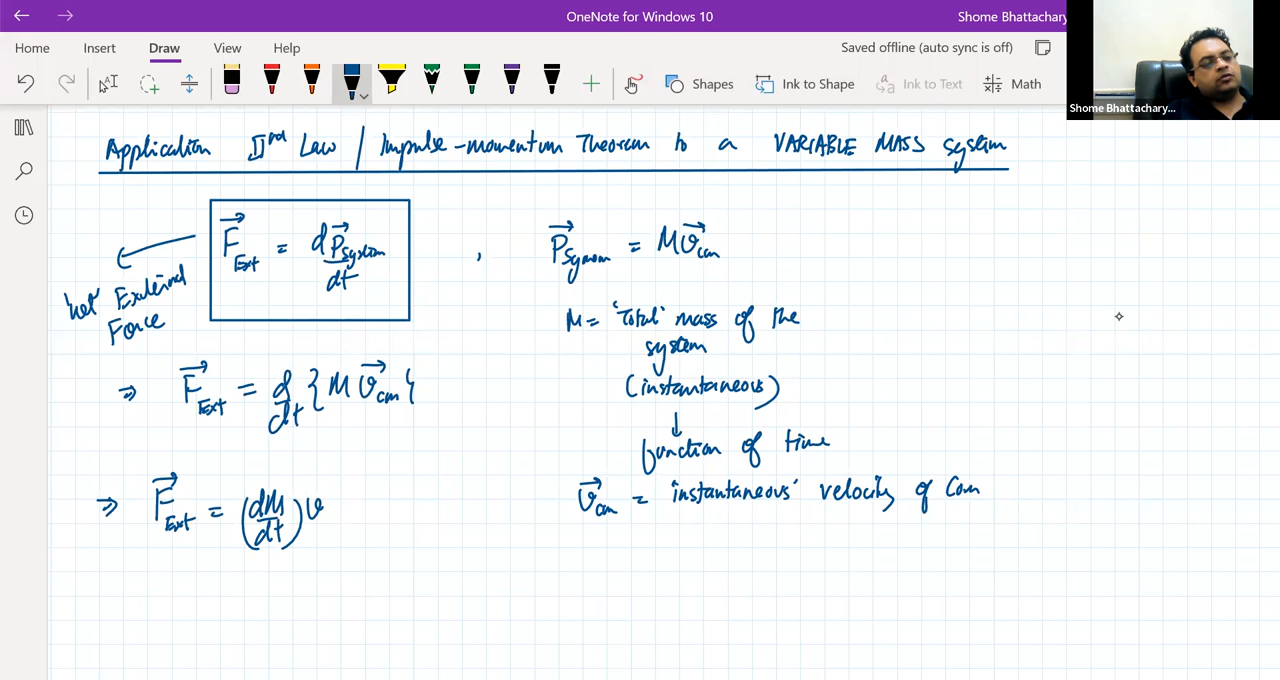 OneNote for Windows 10
Shome Bhattachary
Home Insert Draw View Help
Saved offline (auto sync is off)
Shapes Ink to Shape Ink to Text Math
Shome Bhattachary...
Application IInd Law / Impulse-momentum Theorem to a VARIABLE MASS system
F⃗Ext = dP⃗system/dt , P⃗system = Mv⃗cm
'net' External Force
M = 'Total' mass of the
system
(instantaneous)
↓
function of time
v⃗cm = 'instantaneous' velocity of Com
⇒ F⃗Ext = d/dt { M v⃗cm }
⇒ F⃗Ext = (dM/dt) v